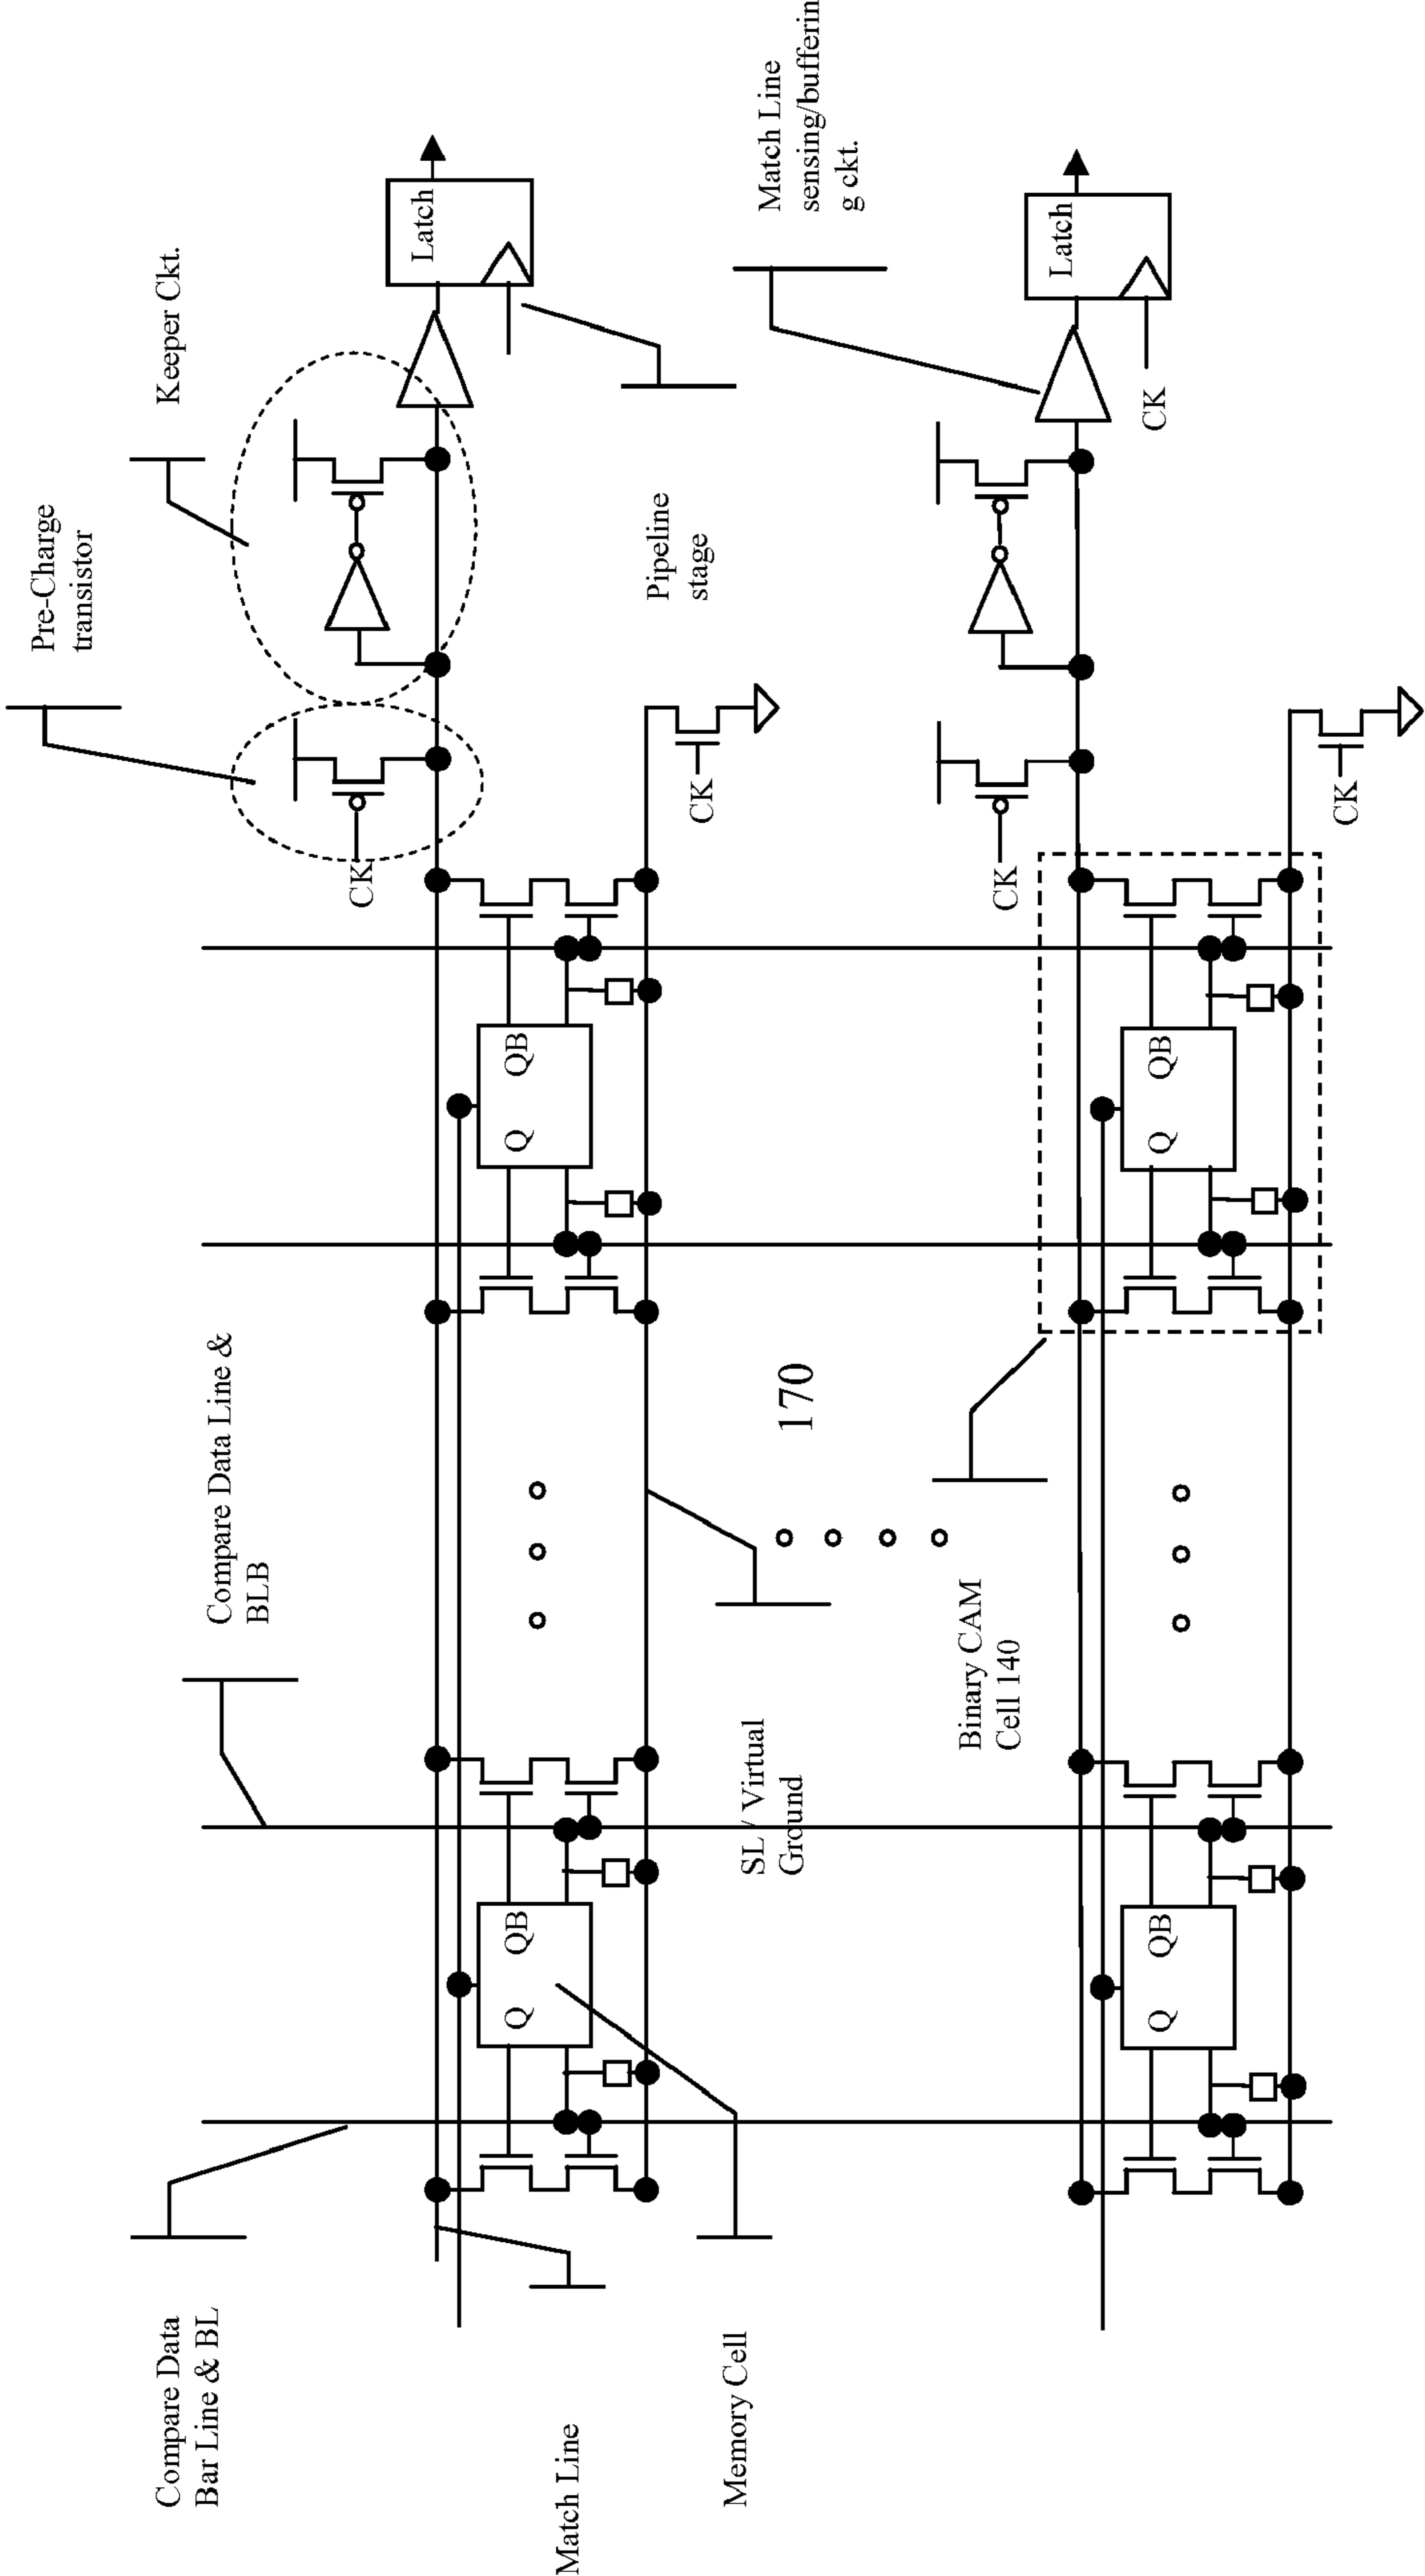 Pre-Charge
transistor
Compare Data
Bar Line & BL
Keeper Ckt.
Compare Data Line &
BLB
CK
Latch
Q QB
Q QB
Match Line
Pipeline
stage
CK
Memory Cell
SL / Virtual
Ground
Match Line
sensing/bufferin
g ckt.
170
Binary CAM
Cell 140
CK
Latch
CK
Q QB
Q QB
CK